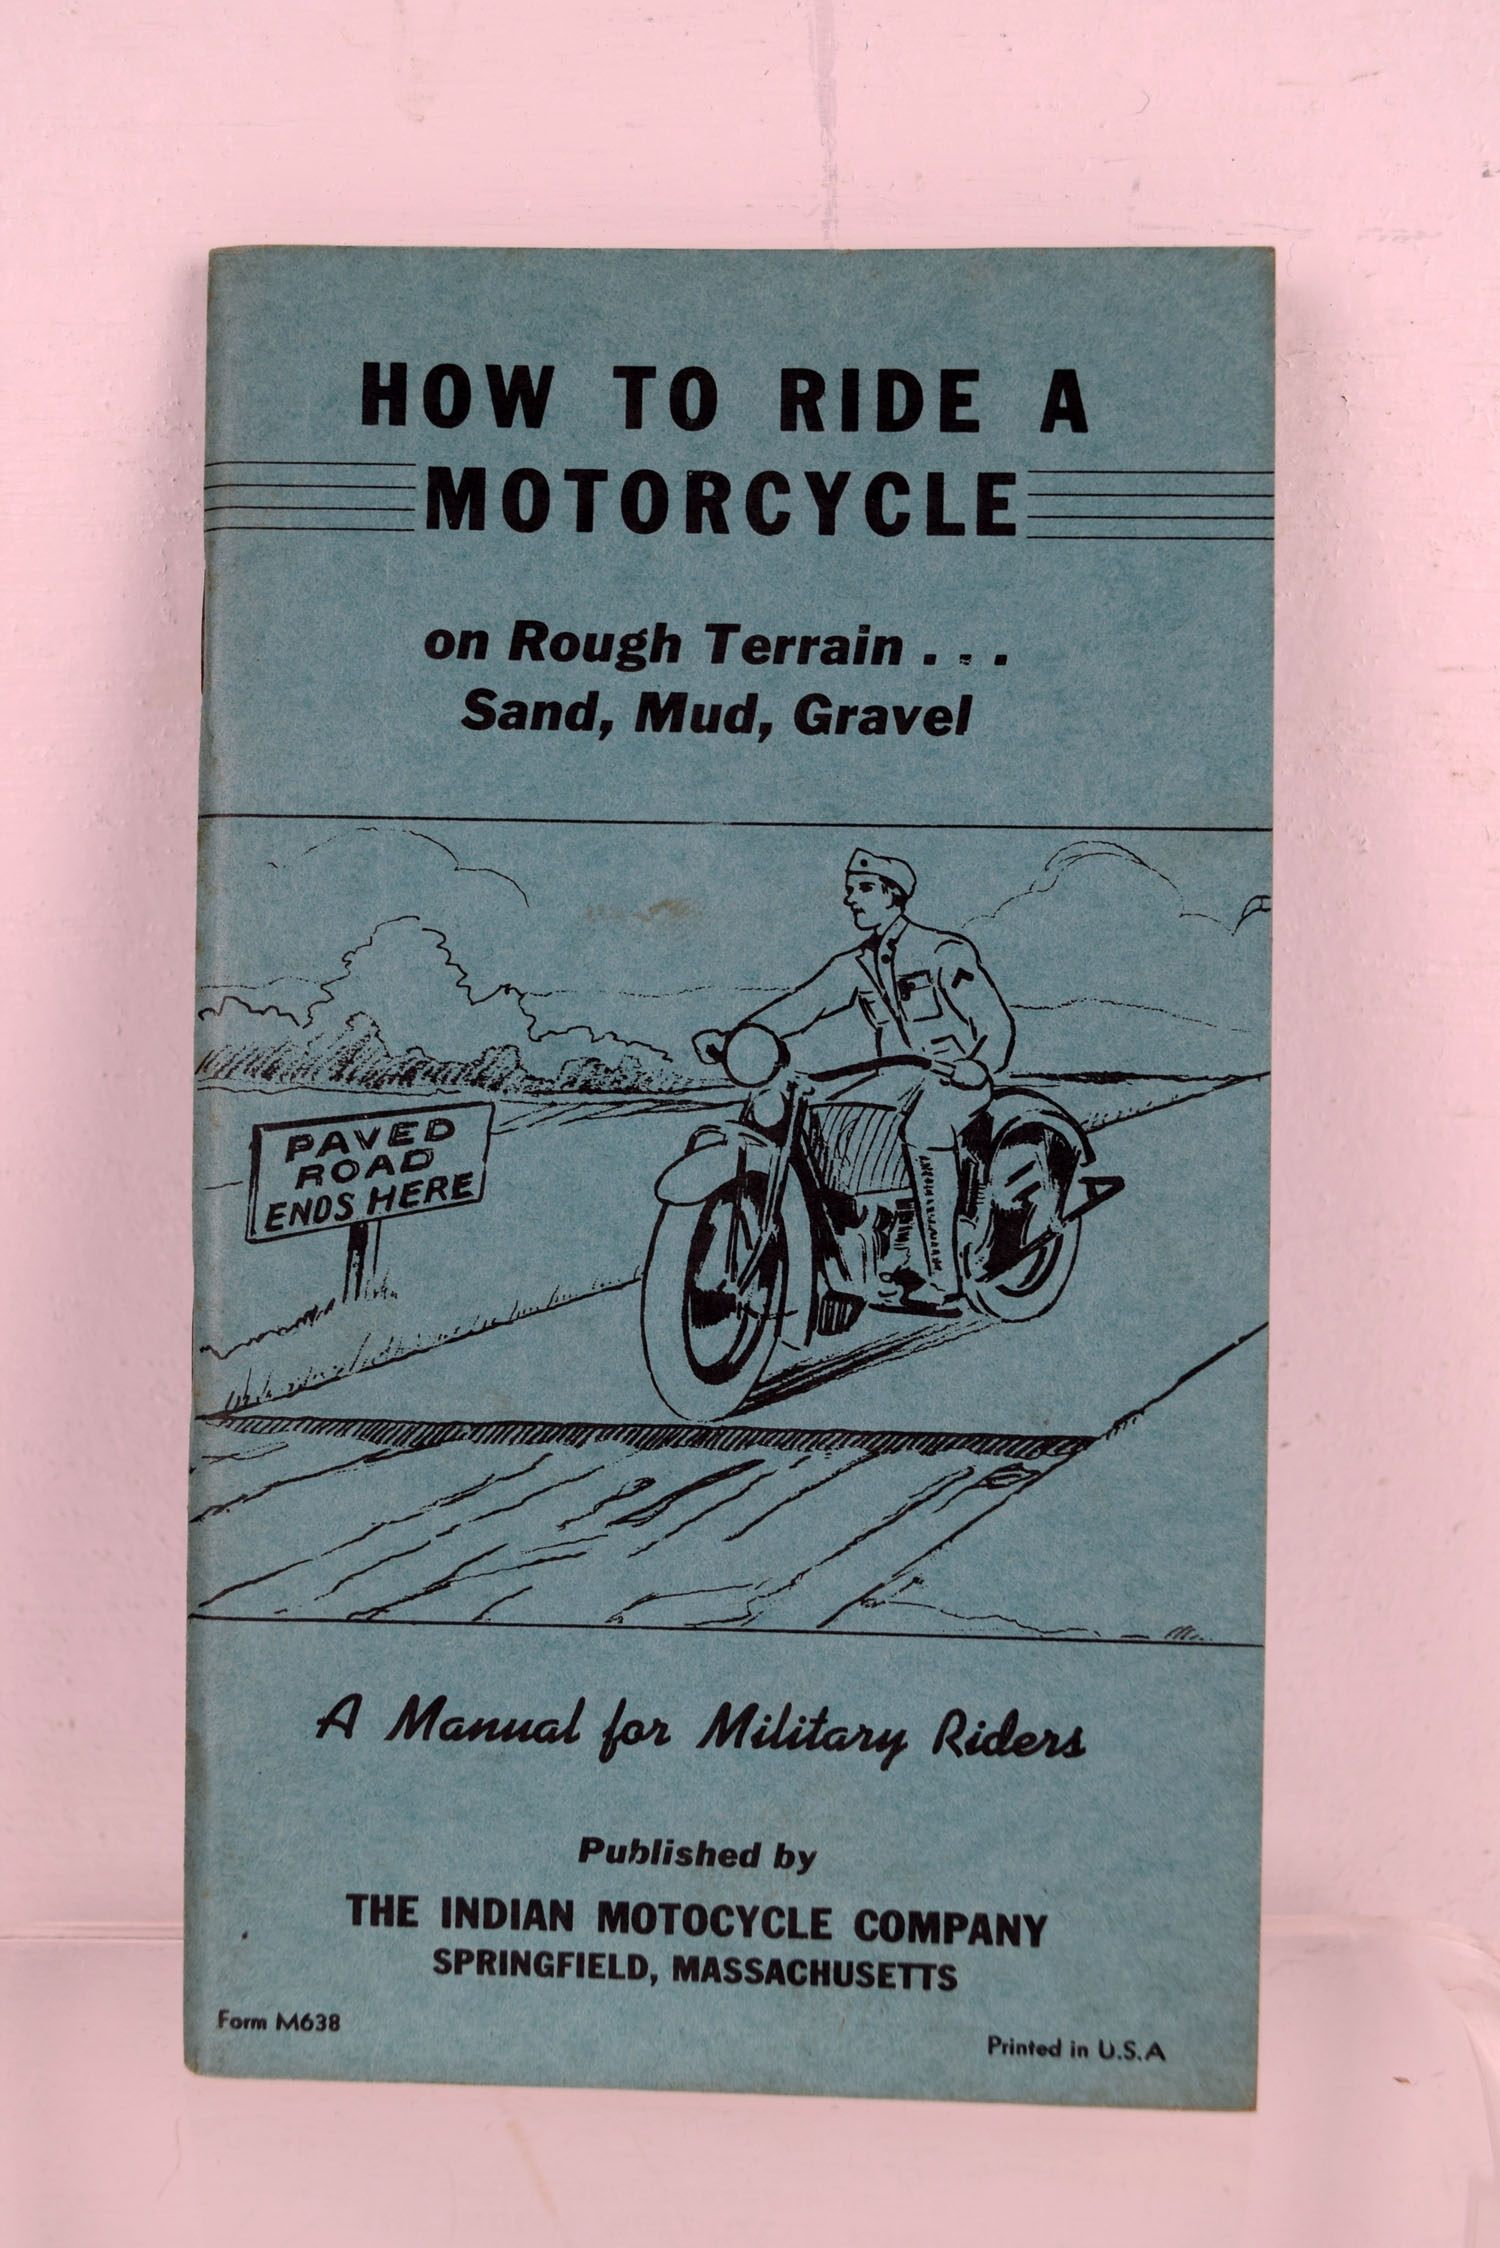 HOW TO RIDE A
MOTORCYCLE
on Rough Terrain . . .
Sand, Mud, Gravel
PAVED
ROAD
ENDS HERE
A Manual for Military Riders
Published by
THE INDIAN MOTOCYCLE COMPANY
SPRINGFIELD, MASSACHUSETTS
Form M638
Printed in U.S.A